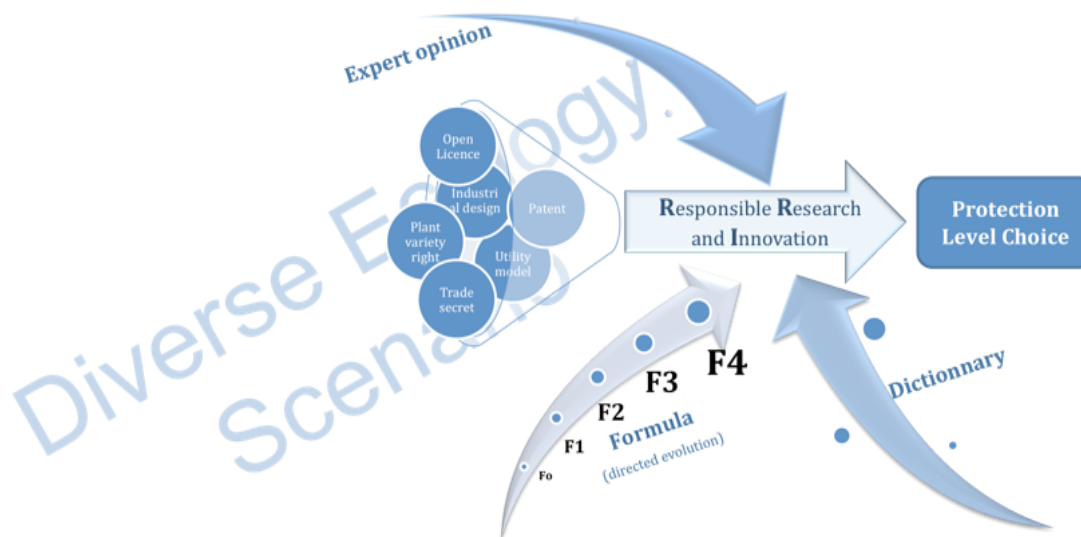 Expert opinion
Diverse Ecology
Scenario
Open
Licence
Industri
al design
Patent
Plant
variety
right
Utility
model
Trade
secret
Responsible Research
and Innovation
Protection
Level Choice
F4
F3
F2
F1
Fo
Formula
(directed evolution)
Dictionnary